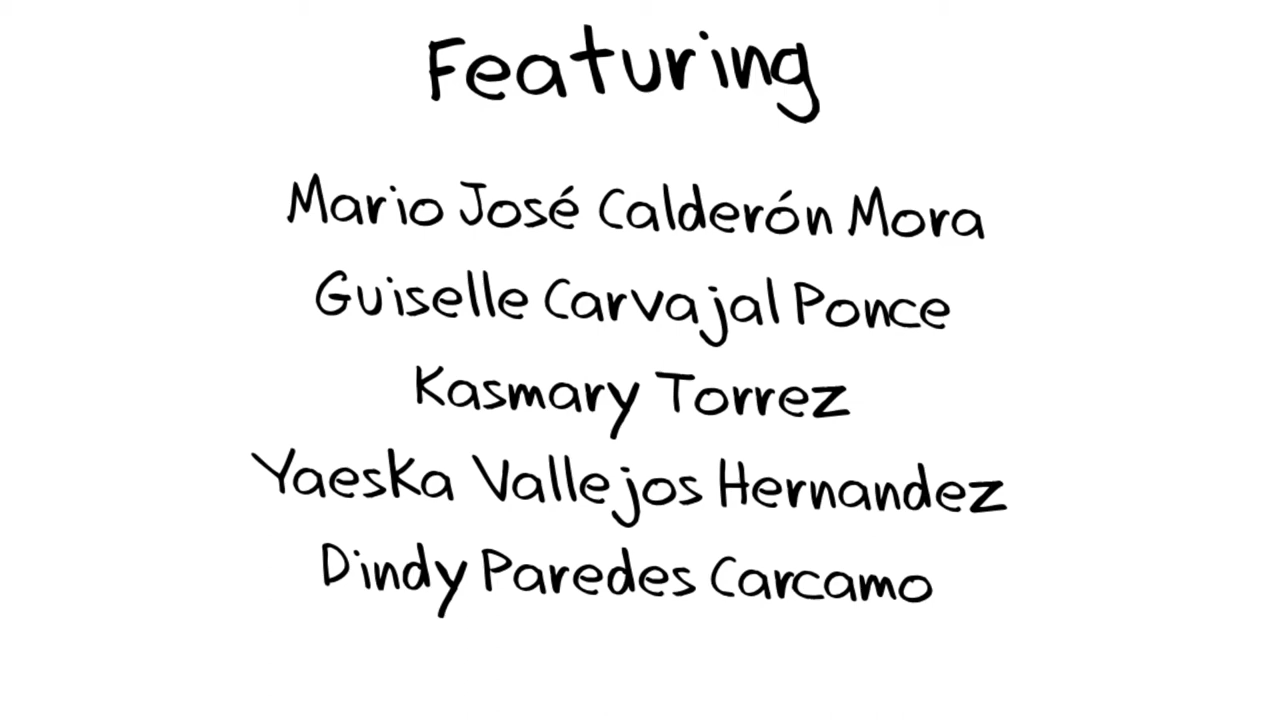 Featuring
Mario José Calderón Mora
Guiselle Carvajal Ponce
Kasmary Torrez
Yaeska Vallejos Hernandez
Dindy Paredes Carcamo